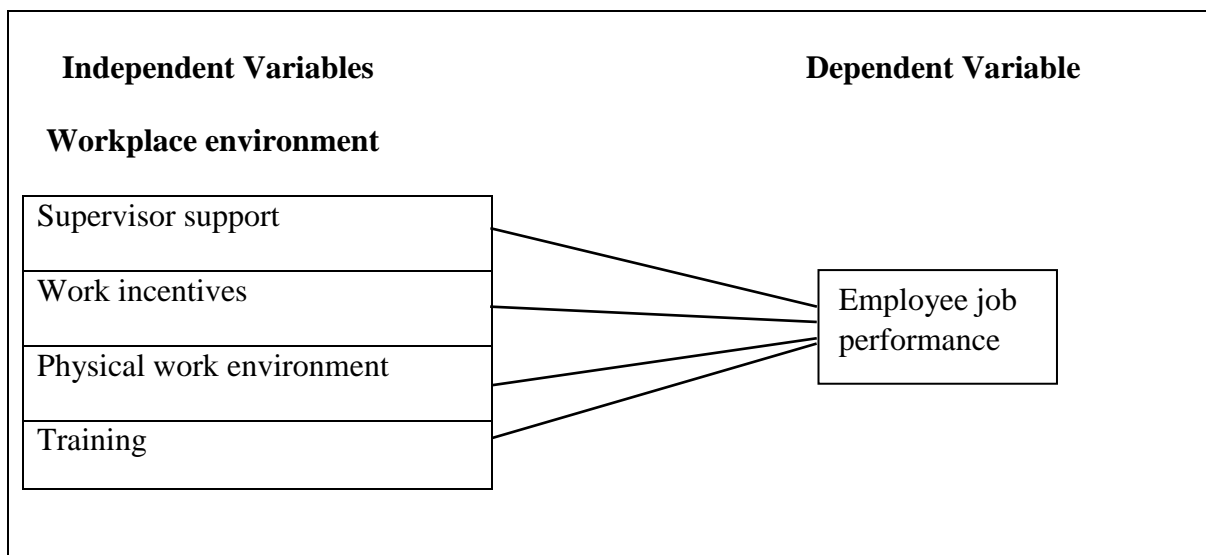 Independent Variables
Dependent Variable
Workplace environment
Supervisor support
Work incentives
Physical work environment
Training
Employee job
performance